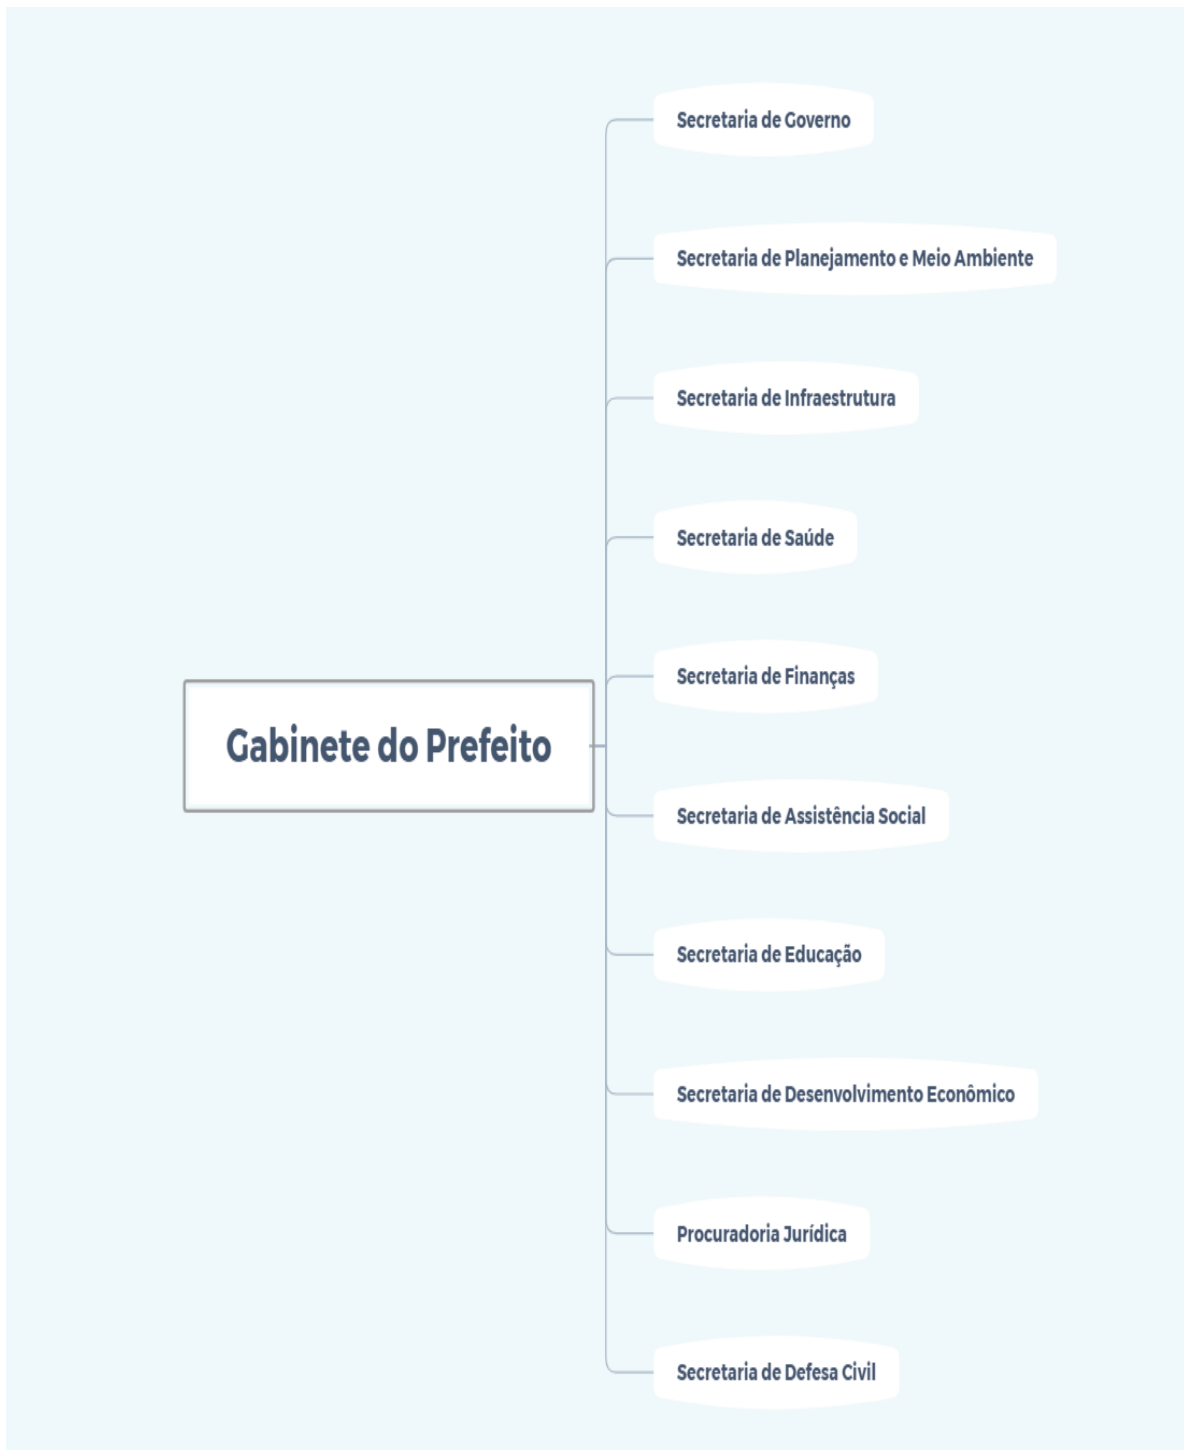 Secretaria de Governo
Secretaria de Planejamento e Meio Ambiente
Secretaria de Infraestrutura
Secretaria de Saúde
Secretaria de Finanças
Gabinete do Prefeito
Secretaria de Assistência Social
Secretaria de Educação
Secretaria de Desenvolvimento Econômico
Procuradoria Jurídica
Secretaria de Defesa Civil